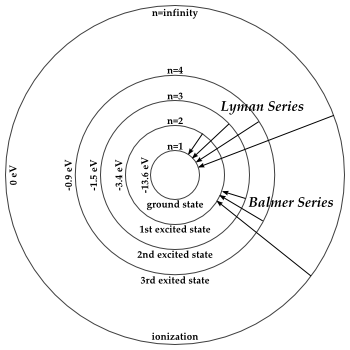 n=infinity
n=4
n=3
Lyman Series
n=2
n=1
0 eV
-0.9 eV
-1.5 eV
-3.4 eV
-13.6 eV
ground state
Balmer Series
1st excited state
2nd excited state
3rd exited state
ionization